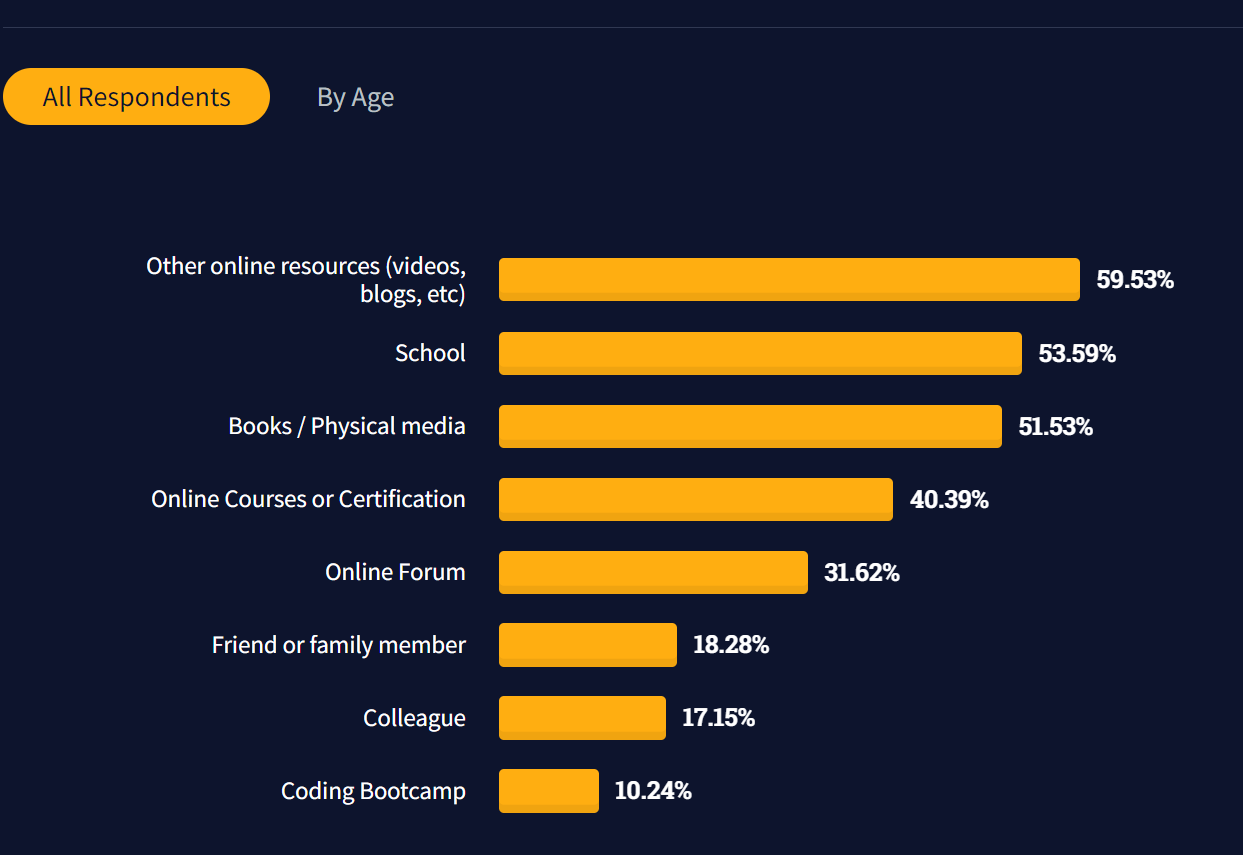 All Respondents
By Age
Other online resources (videos,
blogs, etc)
59.53%
School
53.59%
Books / Physical media
51.53%
Online Courses or Certification
40.39%
Online Forum
31.62%
Friend or family member
18.28%
Colleague
17.15%
Coding Bootcamp
10.24%